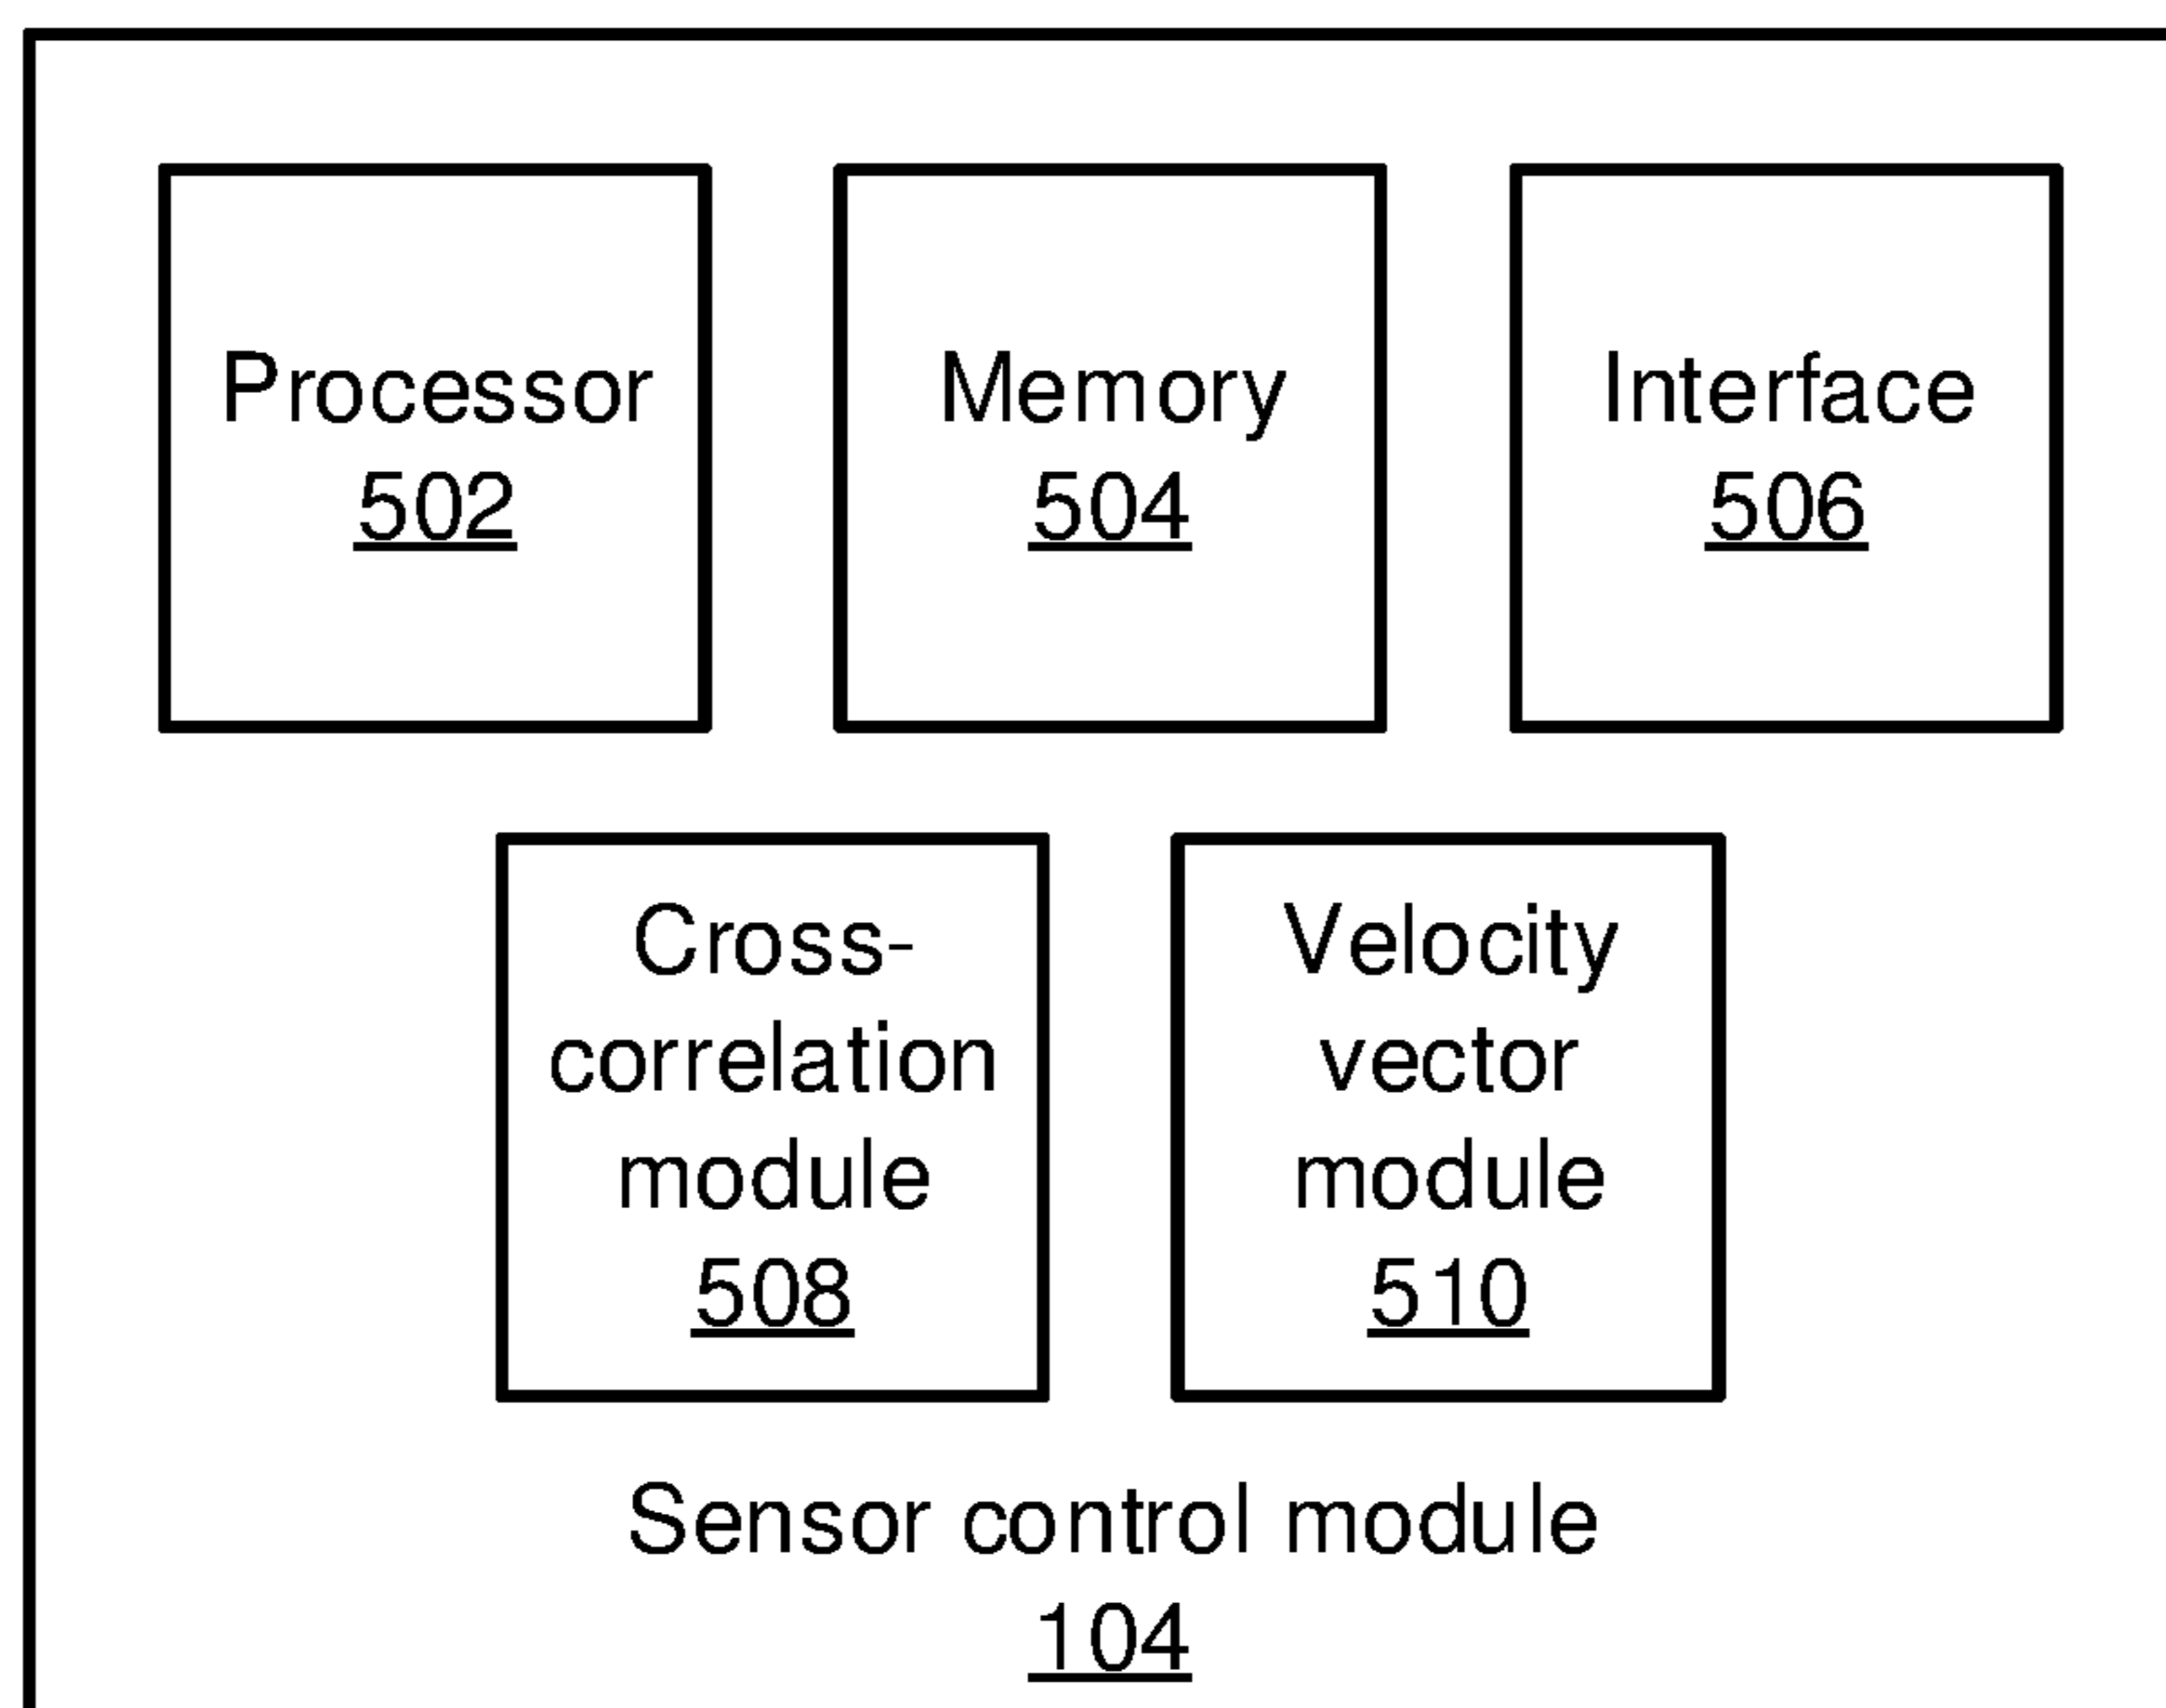 Processor
502
Memory
504
Interface
506
Cross-
correlation
module
508
Velocity
vector
module
510
Sensor control module
104